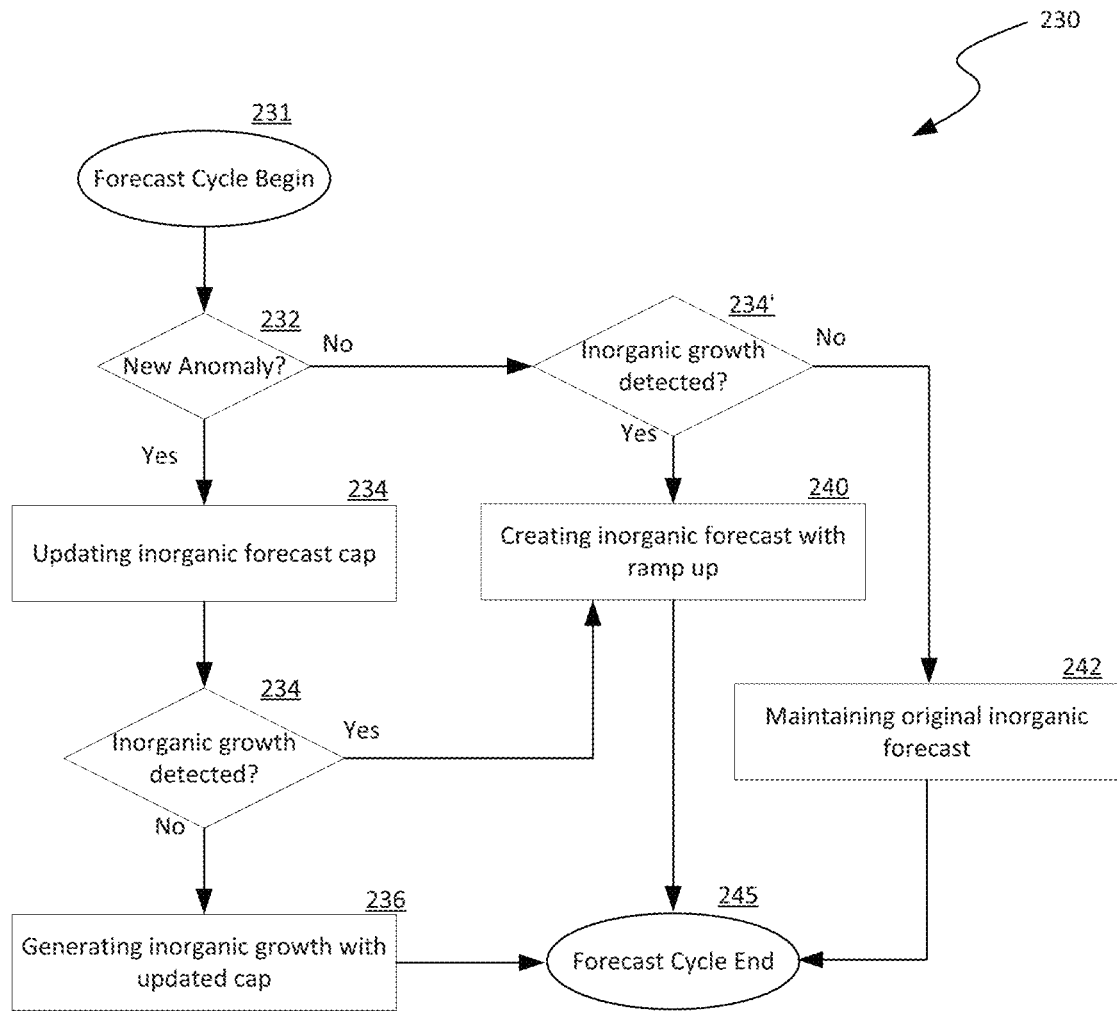 230
231
Forecast Cycle Begin
232
New Anomaly?
No
234'
Inorganic growth
detected?
No
Yes
Yes
234
Updating inorganic forecast cap
240
Creating inorganic forecast with
ramp up
234
Inorganic growth
detected?
Yes
No
242
Maintaining original inorganic
forecast
236
Generating inorganic growth with
updated cap
245
Forecast Cycle End